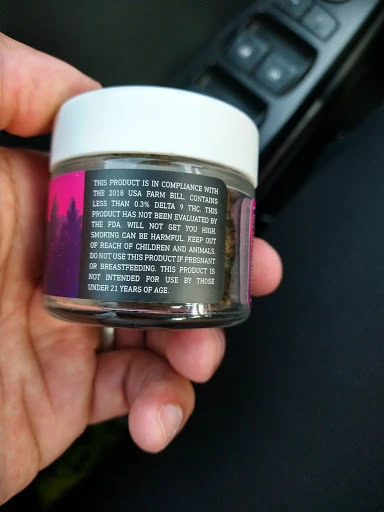 THIS PRODUCT IS IN COMPLIANCE WITH
THE 2018 USA FARM BILL. CONTAINS
LESS THAN 0.3% DELTA 9 THC. THIS
PRODUCT HAS NOT BEEN EVALUATED BY
THE FDA. WILL NOT GET YOU HIGH.
SMOKING CAN BE HARMFUL. KEEP OUT
OF REACH OF CHILDREN AND ANIMALS.
DO NOT USE THIS PRODUCT IF PREGNANT
OR BREASTFEEDING. THIS PRODUCT IS
NOT INTENDED FOR USE BY THOSE
UNDER 21 YEARS OF AGE.